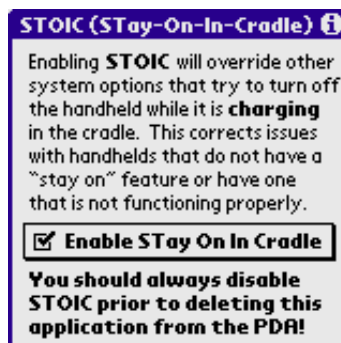 STOIC (STay-On-In-Cradle) i
Enabling STOIC will override other
system options that try to turn off
the handheld while it is charging
in the cradle. This corrects issues
with handhelds that do not have a
"stay on" feature or have one
that is not functioning properly.
Enable STay On In Cradle
You should always disable
STOIC prior to deleting this
application from the PDA!